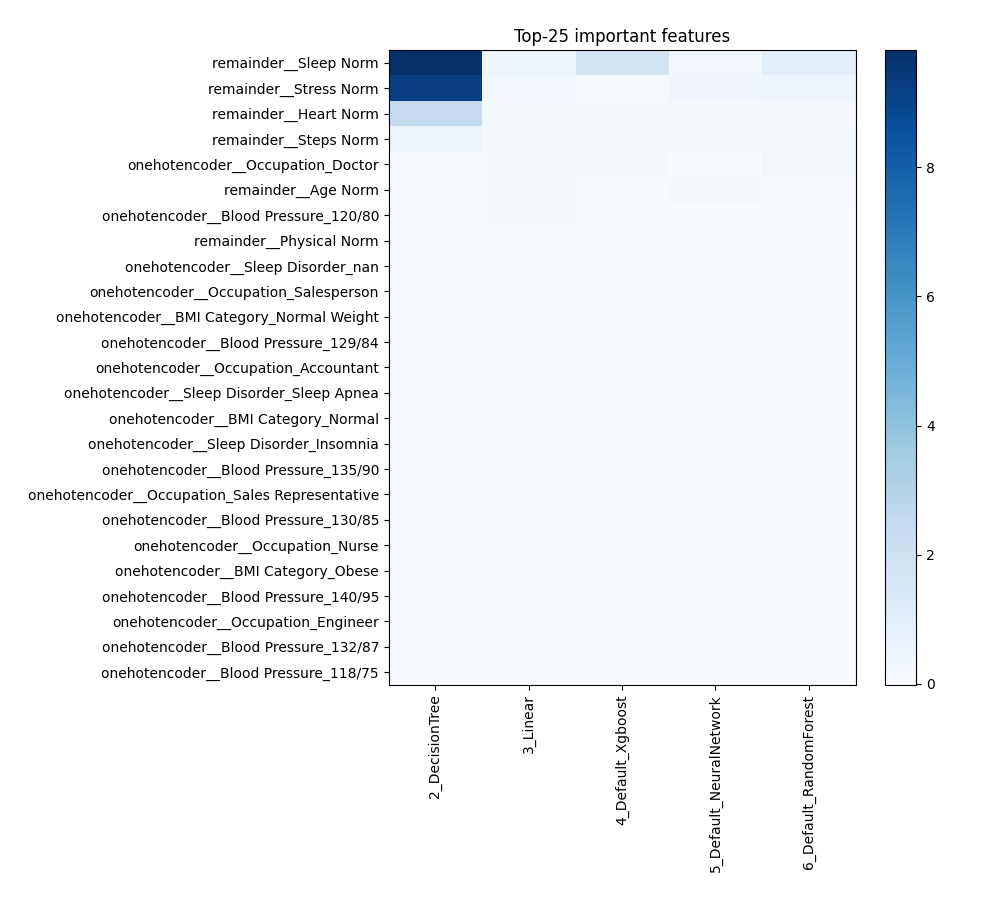 Top-25 important features
remainder__Sleep Norm
remainder__Stress Norm
remainder__Heart Norm
remainder__Steps Norm
onehotencoder__Occupation_Doctor
remainder__Age Norm
onehotencoder__Blood Pressure_120/80
remainder__Physical Norm
onehotencoder__Sleep Disorder_nan
onehotencoder__Occupation_Salesperson
onehotencoder__BMI Category_Normal Weight
onehotencoder__Blood Pressure_129/84
onehotencoder__Occupation_Accountant
onehotencoder__Sleep Disorder_Sleep Apnea
onehotencoder__BMI Category_Normal
onehotencoder__Sleep Disorder_Insomnia
onehotencoder__Blood Pressure_135/90
onehotencoder__Occupation_Sales Representative
onehotencoder__Blood Pressure_130/85
onehotencoder__Occupation_Nurse
onehotencoder__BMI Category_Obese
onehotencoder__Blood Pressure_140/95
onehotencoder__Occupation_Engineer
onehotencoder__Blood Pressure_132/87
onehotencoder__Blood Pressure_118/75
2_DecisionTree
3_Linear
4_Default_Xgboost
5_Default_NeuralNetwork
6_Default_RandomForest
8
6
4
2
0